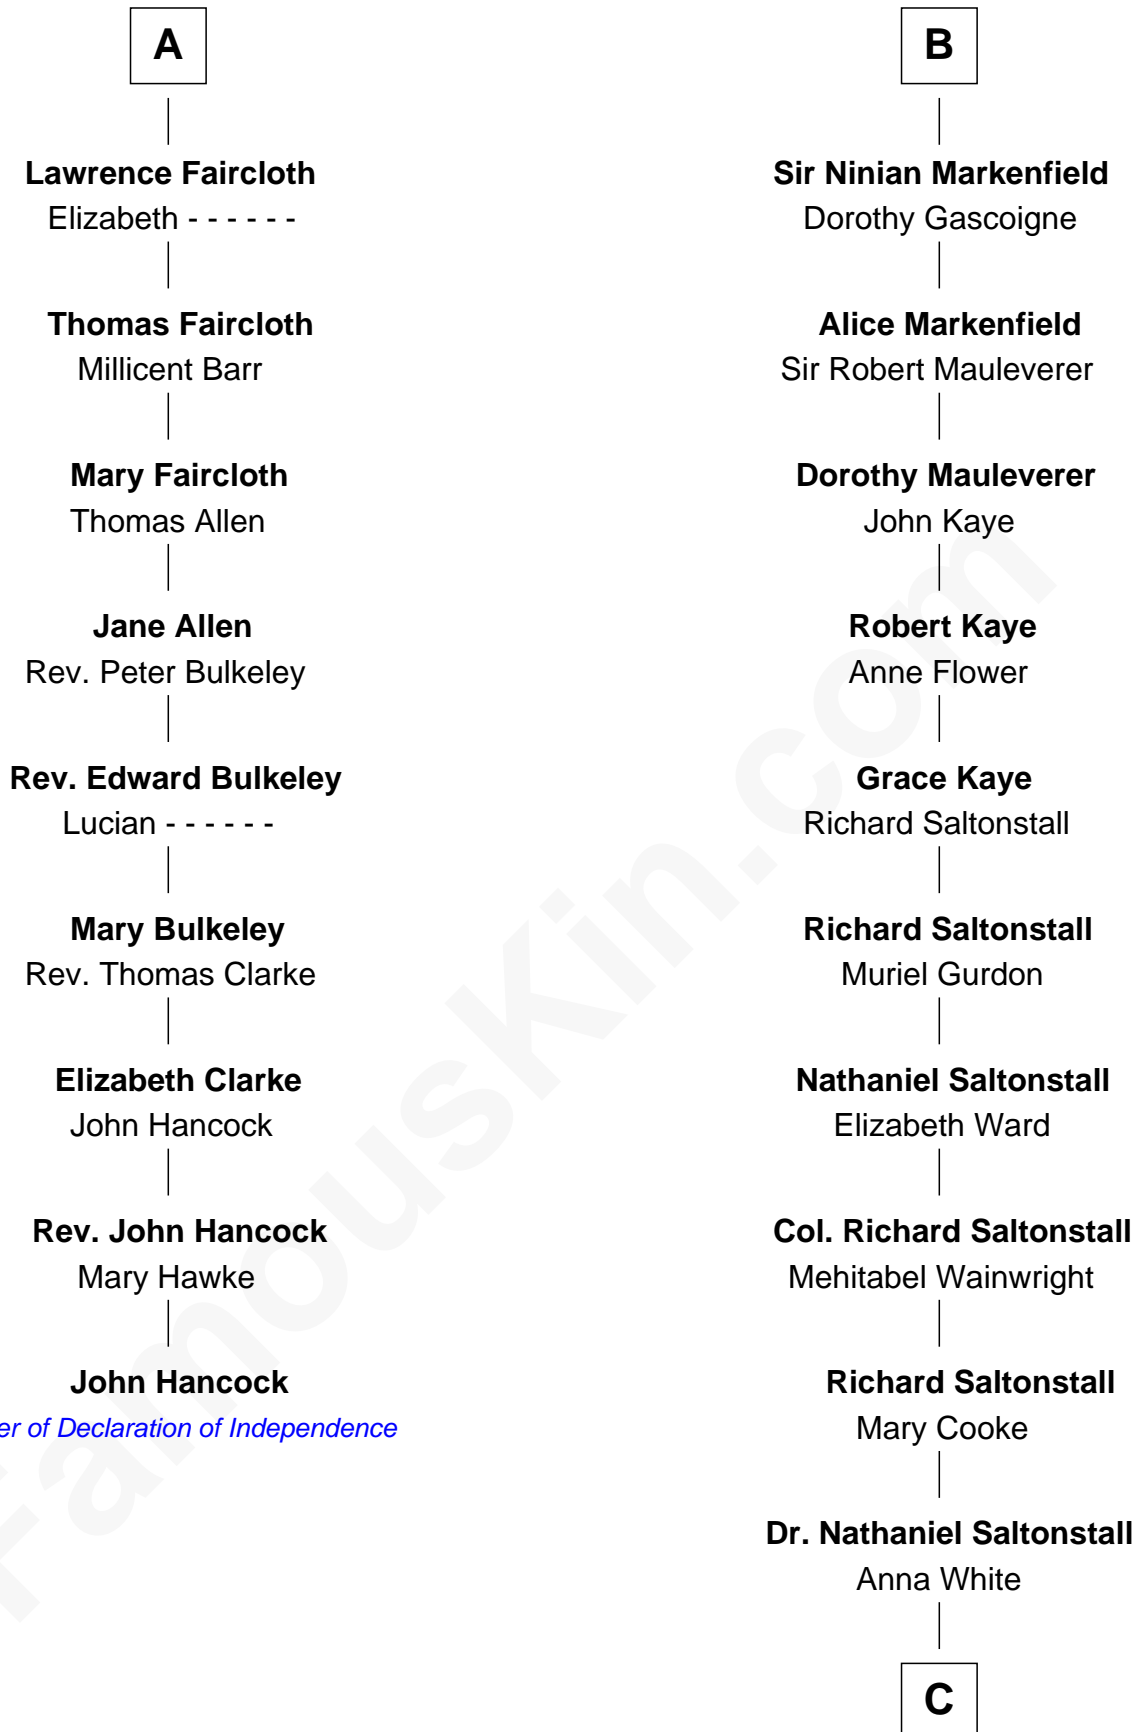 A
Lawrence Faircloth
Elizabeth - - - - - -
Thomas Faircloth
Millicent Barr
Mary Faircloth
Thomas Allen
Jane Allen
Rev. Peter Bulkeley
Rev. Edward Bulkeley
Lucian - - - - - -
Mary Bulkeley
Rev. Thomas Clarke
Elizabeth Clarke
John Hancock
Rev. John Hancock
Mary Hawke
John Hancock
of Declaration of Independence
B
Sir Ninian Markenfield
Dorothy Gascoigne
Alice Markenfield
Sir Robert Mauleverer
Dorothy Mauleverer
John Kaye
Robert Kaye
Anne Flower
Grace Kaye
Richard Saltonstall
Richard Saltonstall
Muriel Gurdon
Nathaniel Saltonstall
Elizabeth Ward
Col. Richard Saltonstall
Mehitabel Wainwright
Richard Saltonstall
Mary Cooke
Dr. Nathaniel Saltonstall
Anna White
C
FamousKin.com